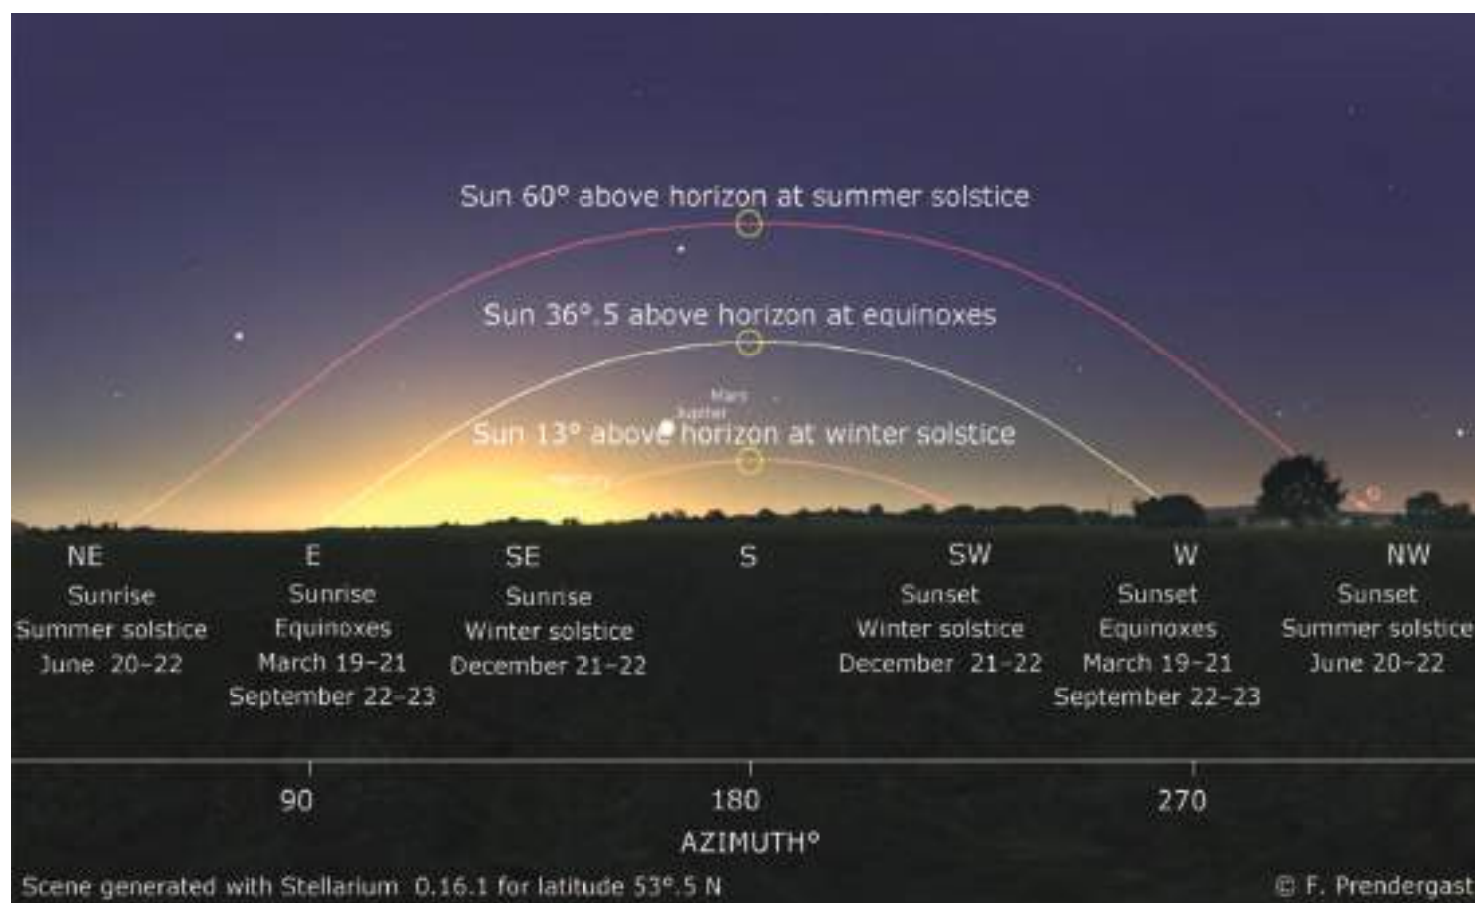 Sun 60° above horizon at summer solstice
Sun 36°.5 above horizon at equinoxes
Mars
Jupiter
Sun 13° above horizon at winter solstice
NE
Sunrise
Summer solstice
June 20–22
E
Sunrise
Equinoxes
March 19–21
September 22–23
SE
Sunrise
Winter solstice
December 21–22
S
SW
Sunset
Winter solstice
December 21–22
W
Sunset
Equinoxes
March 19–21
September 22–23
NW
Sunset
Summer solstice
June 20–22
90
180
270
AZIMUTH°
Scene generated with Stellarium 0.16.1 for latitude 53°.5 N
© F. Prendergast